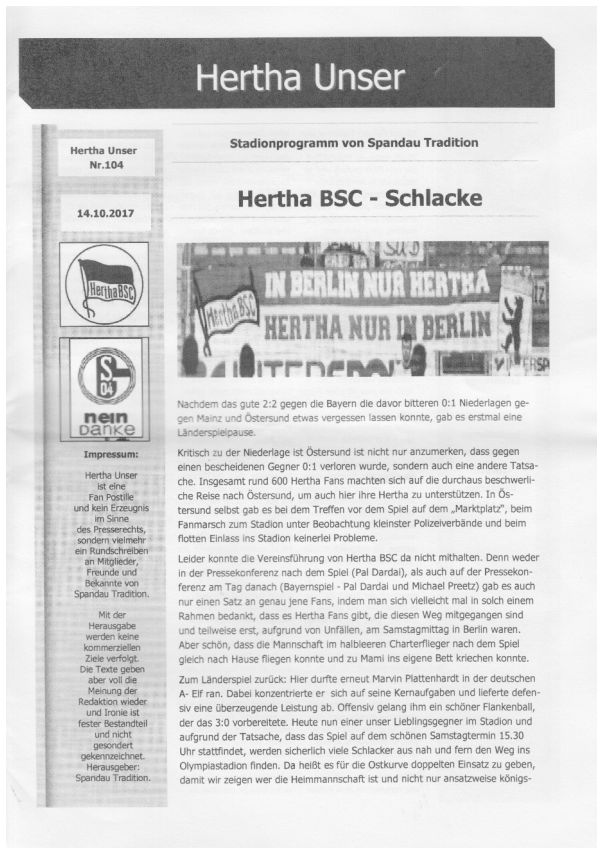 Hertha Unser
Hertha Unser
Nr.104
14.10.2017
HerthaBSC
S
04
nein
DANKE
Impressum:
Hertha Unser
ist eine
Fan Postille
und kein Erzeugnis
im Sinne
des Presserechts,
sondern vielmehr
ein Rundschreiben
an Mitglieder,
Freunde und
Bekannte von
Spandau Tradition.
Mit der
Herausgabe
werden keine
kommerziellen
Ziele verfolgt.
Die Texte geben
aber voll die
Meinung der
Redaktion wieder
und Ironie ist
fester Bestandteil
und nicht
gesondert
gekennzeichnet.
Herausgeber:
Spandau Tradition.
Stadionprogramm von Spandau Tradition
Hertha BSC - Schlacke
SÜD
IN BERLIN NUR HERTHA
HerthaBSC
HERTHA NUR IN BERLIN
Nachdem das gute 2:2 gegen die Bayern die davor bitteren 0:1 Niederlagen ge-
gen Mainz und Östersund etwas vergessen lassen konnte, gab es erstmal eine
Länderspielpause.
Kritisch zu der Niederlage ist Östersund ist nicht nur anzumerken, dass gegen
einen bescheidenen Gegner 0:1 verloren wurde, sondern auch eine andere Tatsa-
che. Insgesamt rund 600 Hertha Fans machten sich auf die durchaus beschwerli-
che Reise nach Östersund, um auch hier ihre Hertha zu unterstützen. In Ös-
tersund selbst gab es bei dem Treffen vor dem Spiel auf dem „Marktplatz", beim
Fanmarsch zum Stadion unter Beobachtung kleinster Polizeiverbände und beim
flotten Einlass ins Stadion keinerlei Probleme.
Leider konnte die Vereinsführung von Hertha BSC da nicht mithalten. Denn weder
in der Pressekonferenz nach dem Spiel (Pal Dardai), als auch auf der Pressekon-
ferenz am Tag danach (Bayernspiel - Pal Dardai und Michael Preetz) gab es auch
nur einen Satz an genau jene Fans, indem man sich vielleicht mal in solch einem
Rahmen bedankt, dass es Hertha Fans gibt, die diesen Weg mitgegangen sind
und teilweise erst, aufgrund von Unfällen, am Samstagmittag in Berlin waren.
Aber schön, dass die Mannschaft im halbleeren Charterflieger nach dem Spiel
gleich nach Hause fliegen konnte und zu Mami ins eigene Bett kriechen konnte.
Zum Länderspiel zurück: Hier durfte erneut Marvin Plattenhardt in der deutschen
A- Elf ran. Dabei konzentrierte er sich auf seine Kernaufgaben und lieferte defen-
siv eine überzeugende Leistung ab. Offensiv gelang ihm ein schöner Flankenball,
der das 3:0 vorbereitete. Heute nun einer unser Lieblingsgegner im Stadion und
aufgrund der Tatsache, dass das Spiel auf dem schönen Samstagtermin 15.30
Uhr stattfindet, werden sicherlich viele Schlacker aus nah und fern den Weg ins
Olympiastadion finden. Da heißt es für die Ostkurve doppelten Einsatz zu geben,
damit wir zeigen wer die Heimmannschaft ist und nicht nur ansatzweise königs-